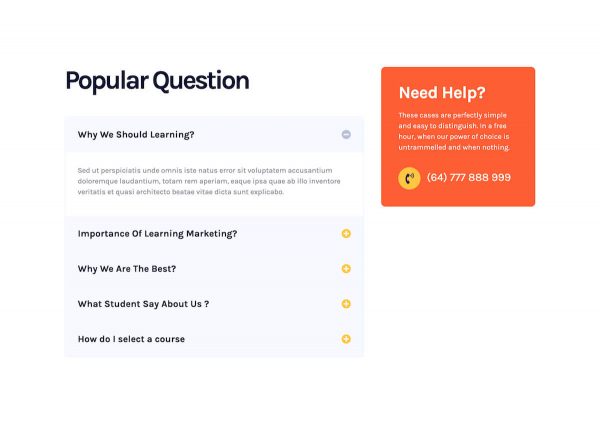 Popular Question
Why We Should Learning?
Sed ut perspiciatis unde omnis iste natus error sit voluptatem accusantium
doloremque laudantium, totam rem aperiam, eaque ipsa quae ab illo inventore
veritatis et quasi architecto beatae vitae dicta sunt explicabo.
Importance Of Learning Marketing?
Why We Are The Best?
What Student Say About Us ?
How do I select a course
Need Help?
These cases are perfectly simple
and easy to distinguish. In a free
hour, when our power of choice is
untrammelled and when nothing.
(64) 777 888 999